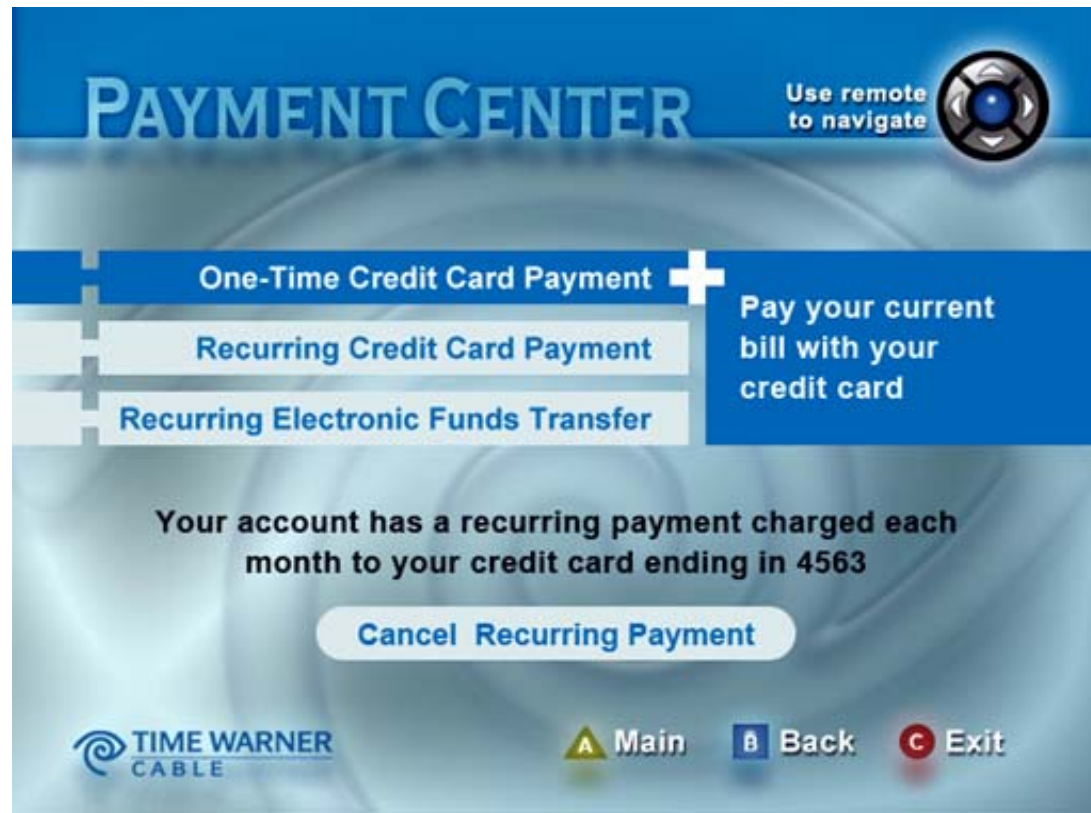 PAYMENT CENTER
Use remote
to navigate
One-Time Credit Card Payment
Recurring Credit Card Payment
Recurring Electronic Funds Transfer
Pay your current
bill with your
credit card
Your account has a recurring payment charged each
month to your credit card ending in 4563
Cancel Recurring Payment
TIME WARNER
CABLE
A Main
B Back
C Exit